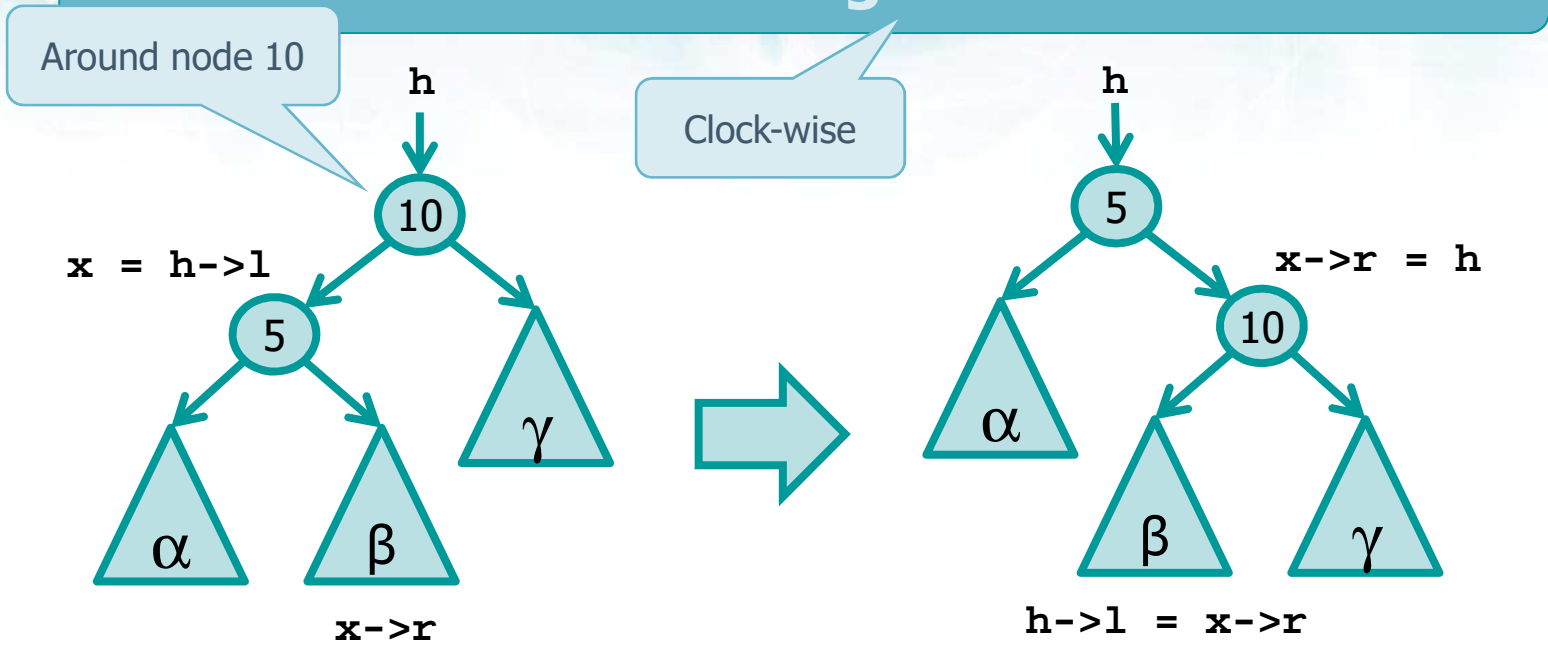 Around node 10
Clock-wise
h
h
10
5
x = h->l
x->r = h
5
10
γ
α
α
β
β
γ
x->r
h->l = x->r